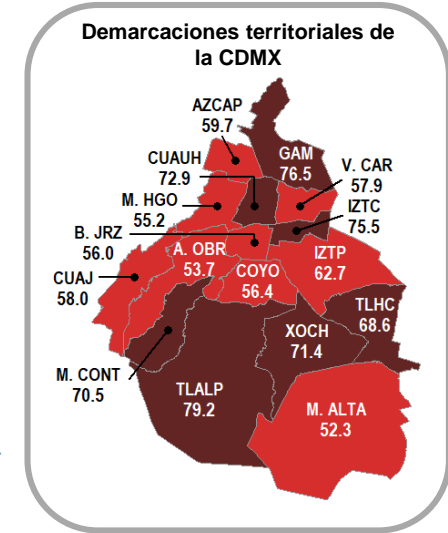 Demarcaciones territoriales de
la CDMX
AZCAP
59.7
GAM
76.5
CUAUH
72.9
V. CAR
57.9
M. HGO
55.2
IZTC
75.5
B. JRZ
56.0
A. OBR
53.7
IZTP
62.7
CUAJ
58.0
COYO
56.4
TLHC
68.6
XOCH
71.4
M. CONT
70.5
TLALP
79.2
M. ALTA
52.3